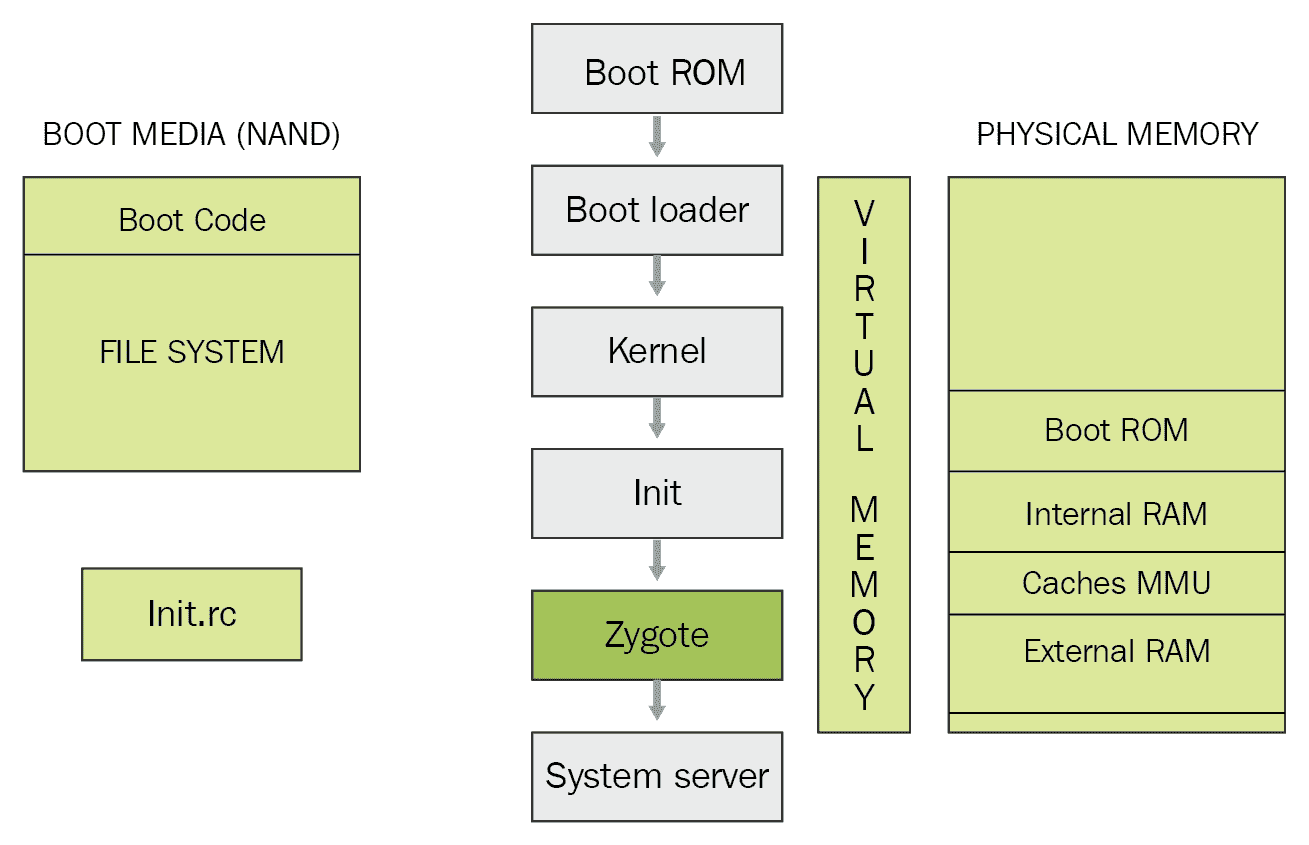 BOOT MEDIA (NAND)
Boot Code
FILE SYSTEM
Init.rc
Boot ROM
Boot loader
Kernel
Init
Zygote
System server
VIRTUAL MEMORY
PHYSICAL MEMORY
Boot ROM
Internal RAM
Caches MMU
External RAM